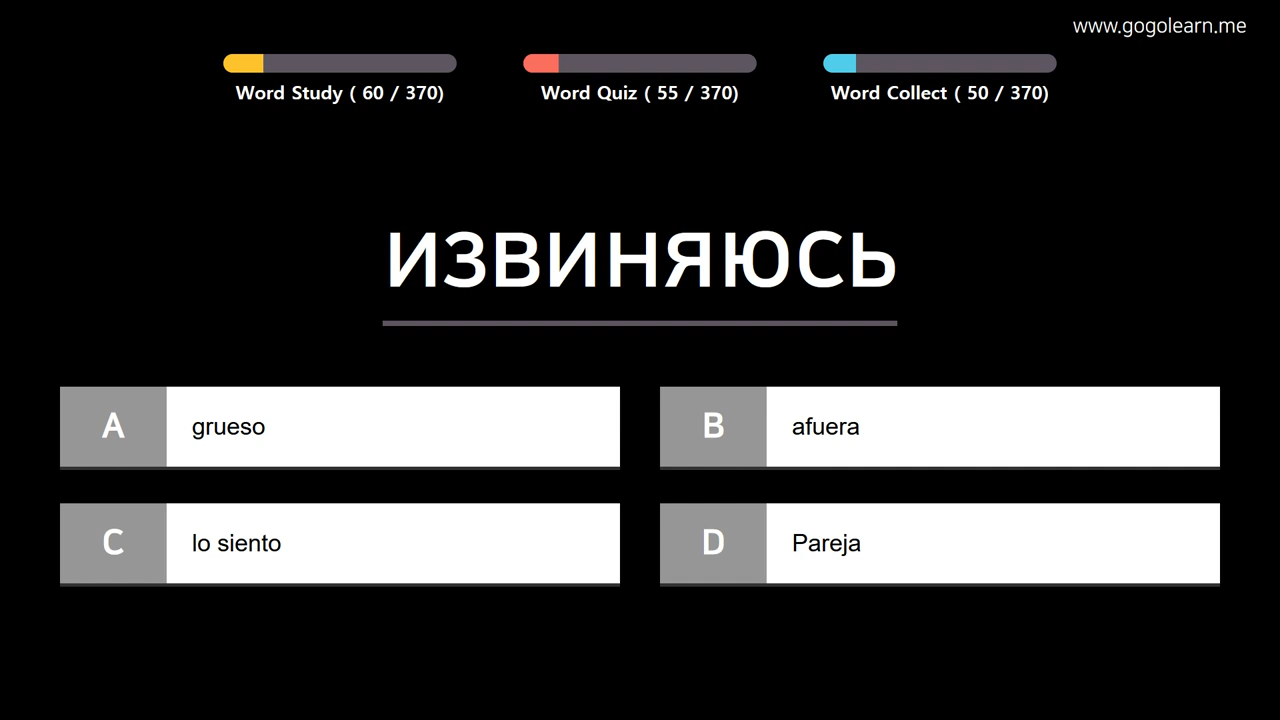 www.gogolearn.me
Word Study ( 60 / 370)
Word Quiz ( 55 / 370)
Word Collect ( 50 / 370)
ИЗВИНЯЮСЬ
A grueso
B afuera
C lo siento
D Pareja